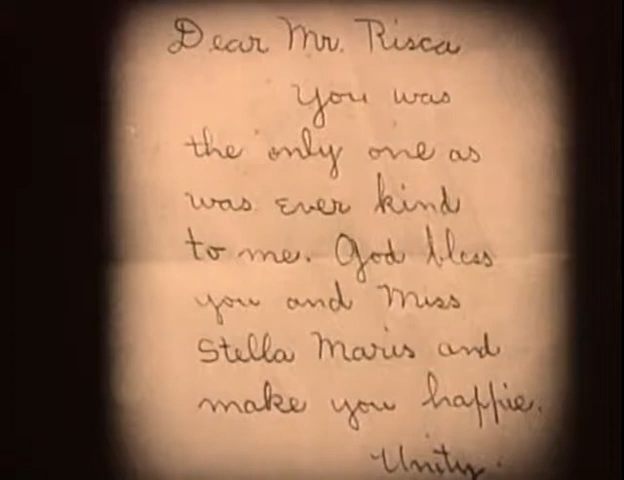 Dear Mr. Risca
You was
the only one as
was ever kind
to me. God bless
you and Miss
Stella Maris and
make you happie.
Unity.